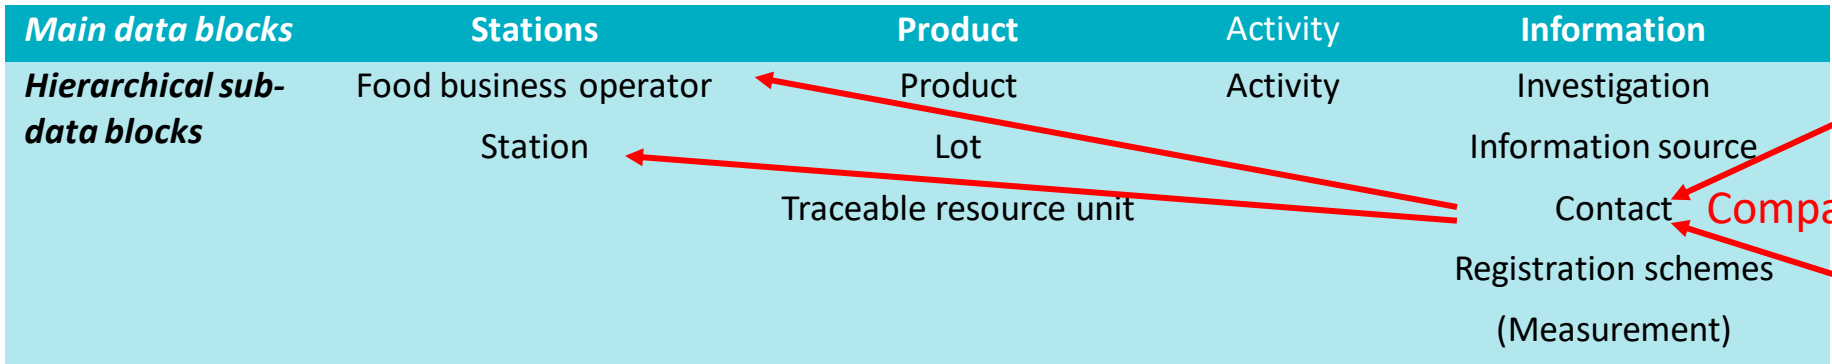 Main data blocks Stations Product Activity Information
Hierarchical sub- Food business operator Product Activity Investigation
data blocks
Station Lot Information source
Traceable resource unit Contact Compa
Registration schemes
(Measurement)